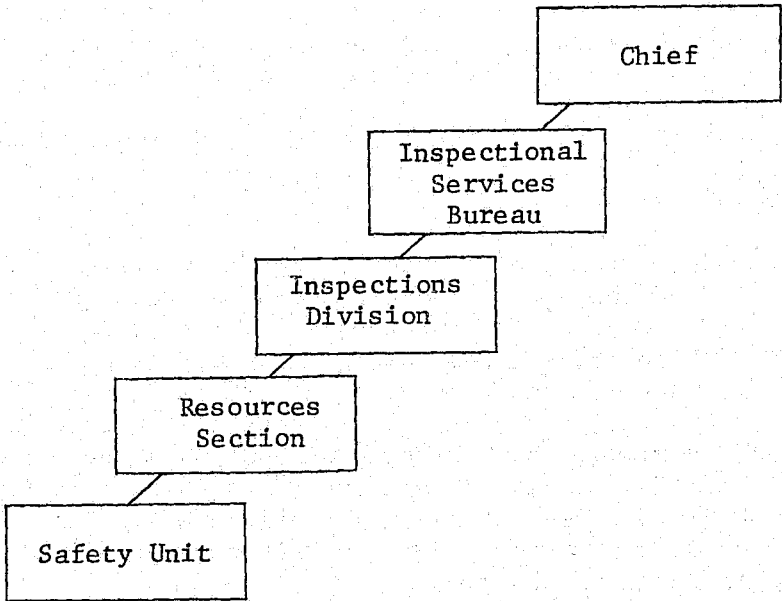 Chief
Inspectional
Services
Bureau
Inspections
Division
Resources
Section
Safety Unit